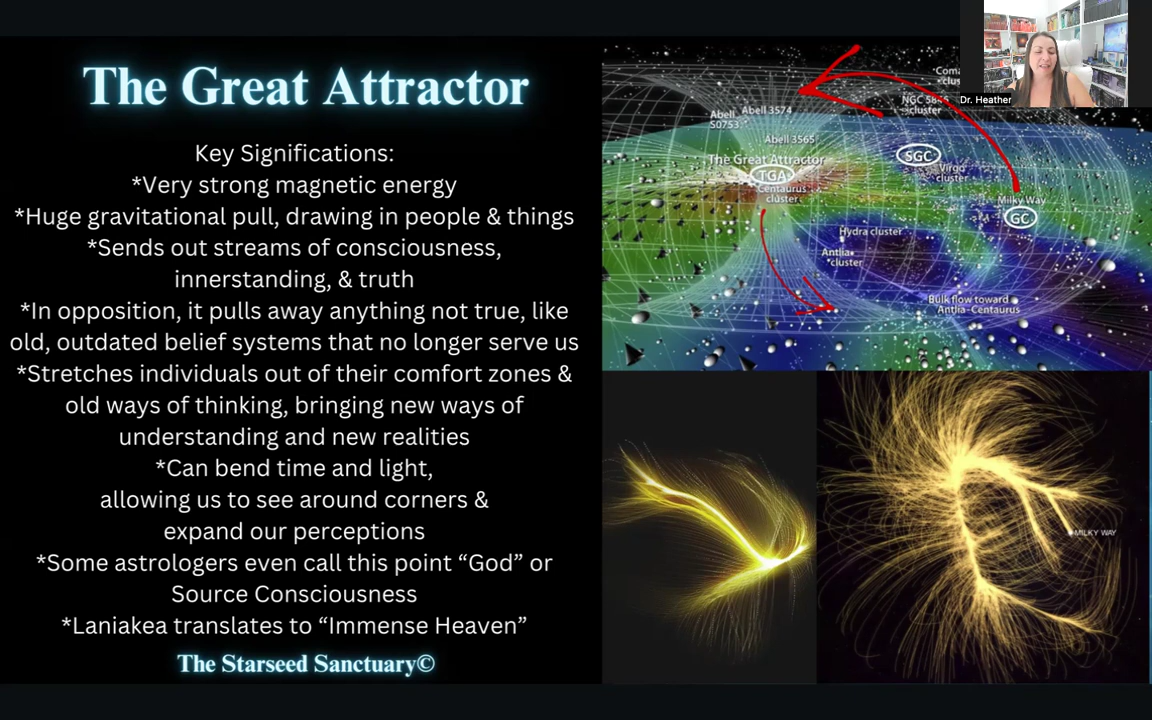 The Great Attractor
Key Significations:
*Very strong magnetic energy
*Huge gravitational pull, drawing in people & things
*Sends out streams of consciousness,
innerstanding, & truth
*In opposition, it pulls away anything not true, like
old, outdated belief systems that no longer serve us
*Stretches individuals out of their comfort zones &
old ways of thinking, bringing new ways of
understanding and new realities
*Can bend time and light,
allowing us to see around corners &
expand our perceptions
*Some astrologers even call this point “God” or
Source Consciousness
*Laniakea translates to “Immense Heaven”
The Starseed Sanctuary©
Dr. Heather
Abell 3574
Abell
S0753
Abell 3565
The Great Attractor
TGA
Centaurus
cluster
SGC
Virgo
cluster
Milky Way
GC
Hydra cluster
Antlia
cluster
Bulk flow toward
Antlia-Centaurus
MILKY WAY